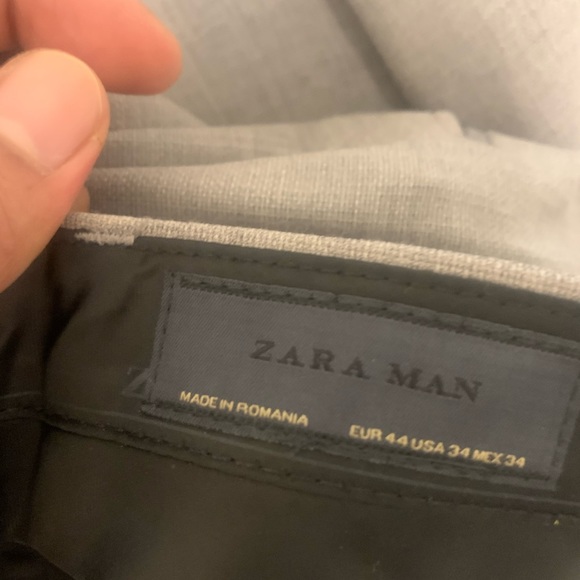 ZARA MAN
MADE IN ROMANIA
EUR 44 USA 34 MEX 34